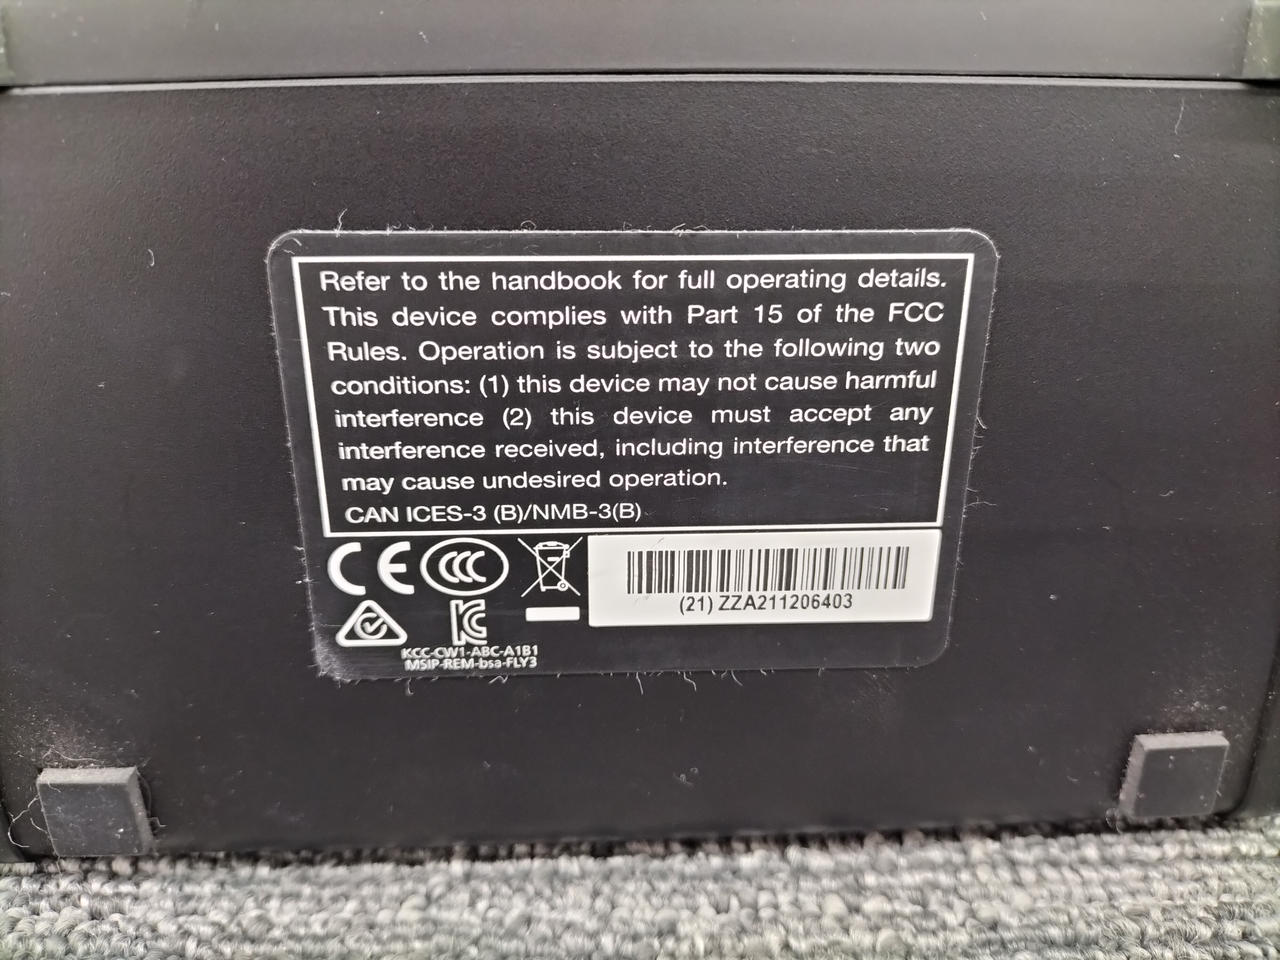 Refer to the handbook for full operating details.
This device complies with Part 15 of the FCC
Rules. Operation is subject to the following two
conditions: (1) this device may not cause harmful
interference (2) this device must accept any
interference received, including interference that
may cause undesired operation.
CAN ICES-3 (B)/NMB-3(B)
CE CCC
(21) ZZA211206403
KC
KCC-CW1-ABC-A1B1
MSIP-REM-bsa-FLY3